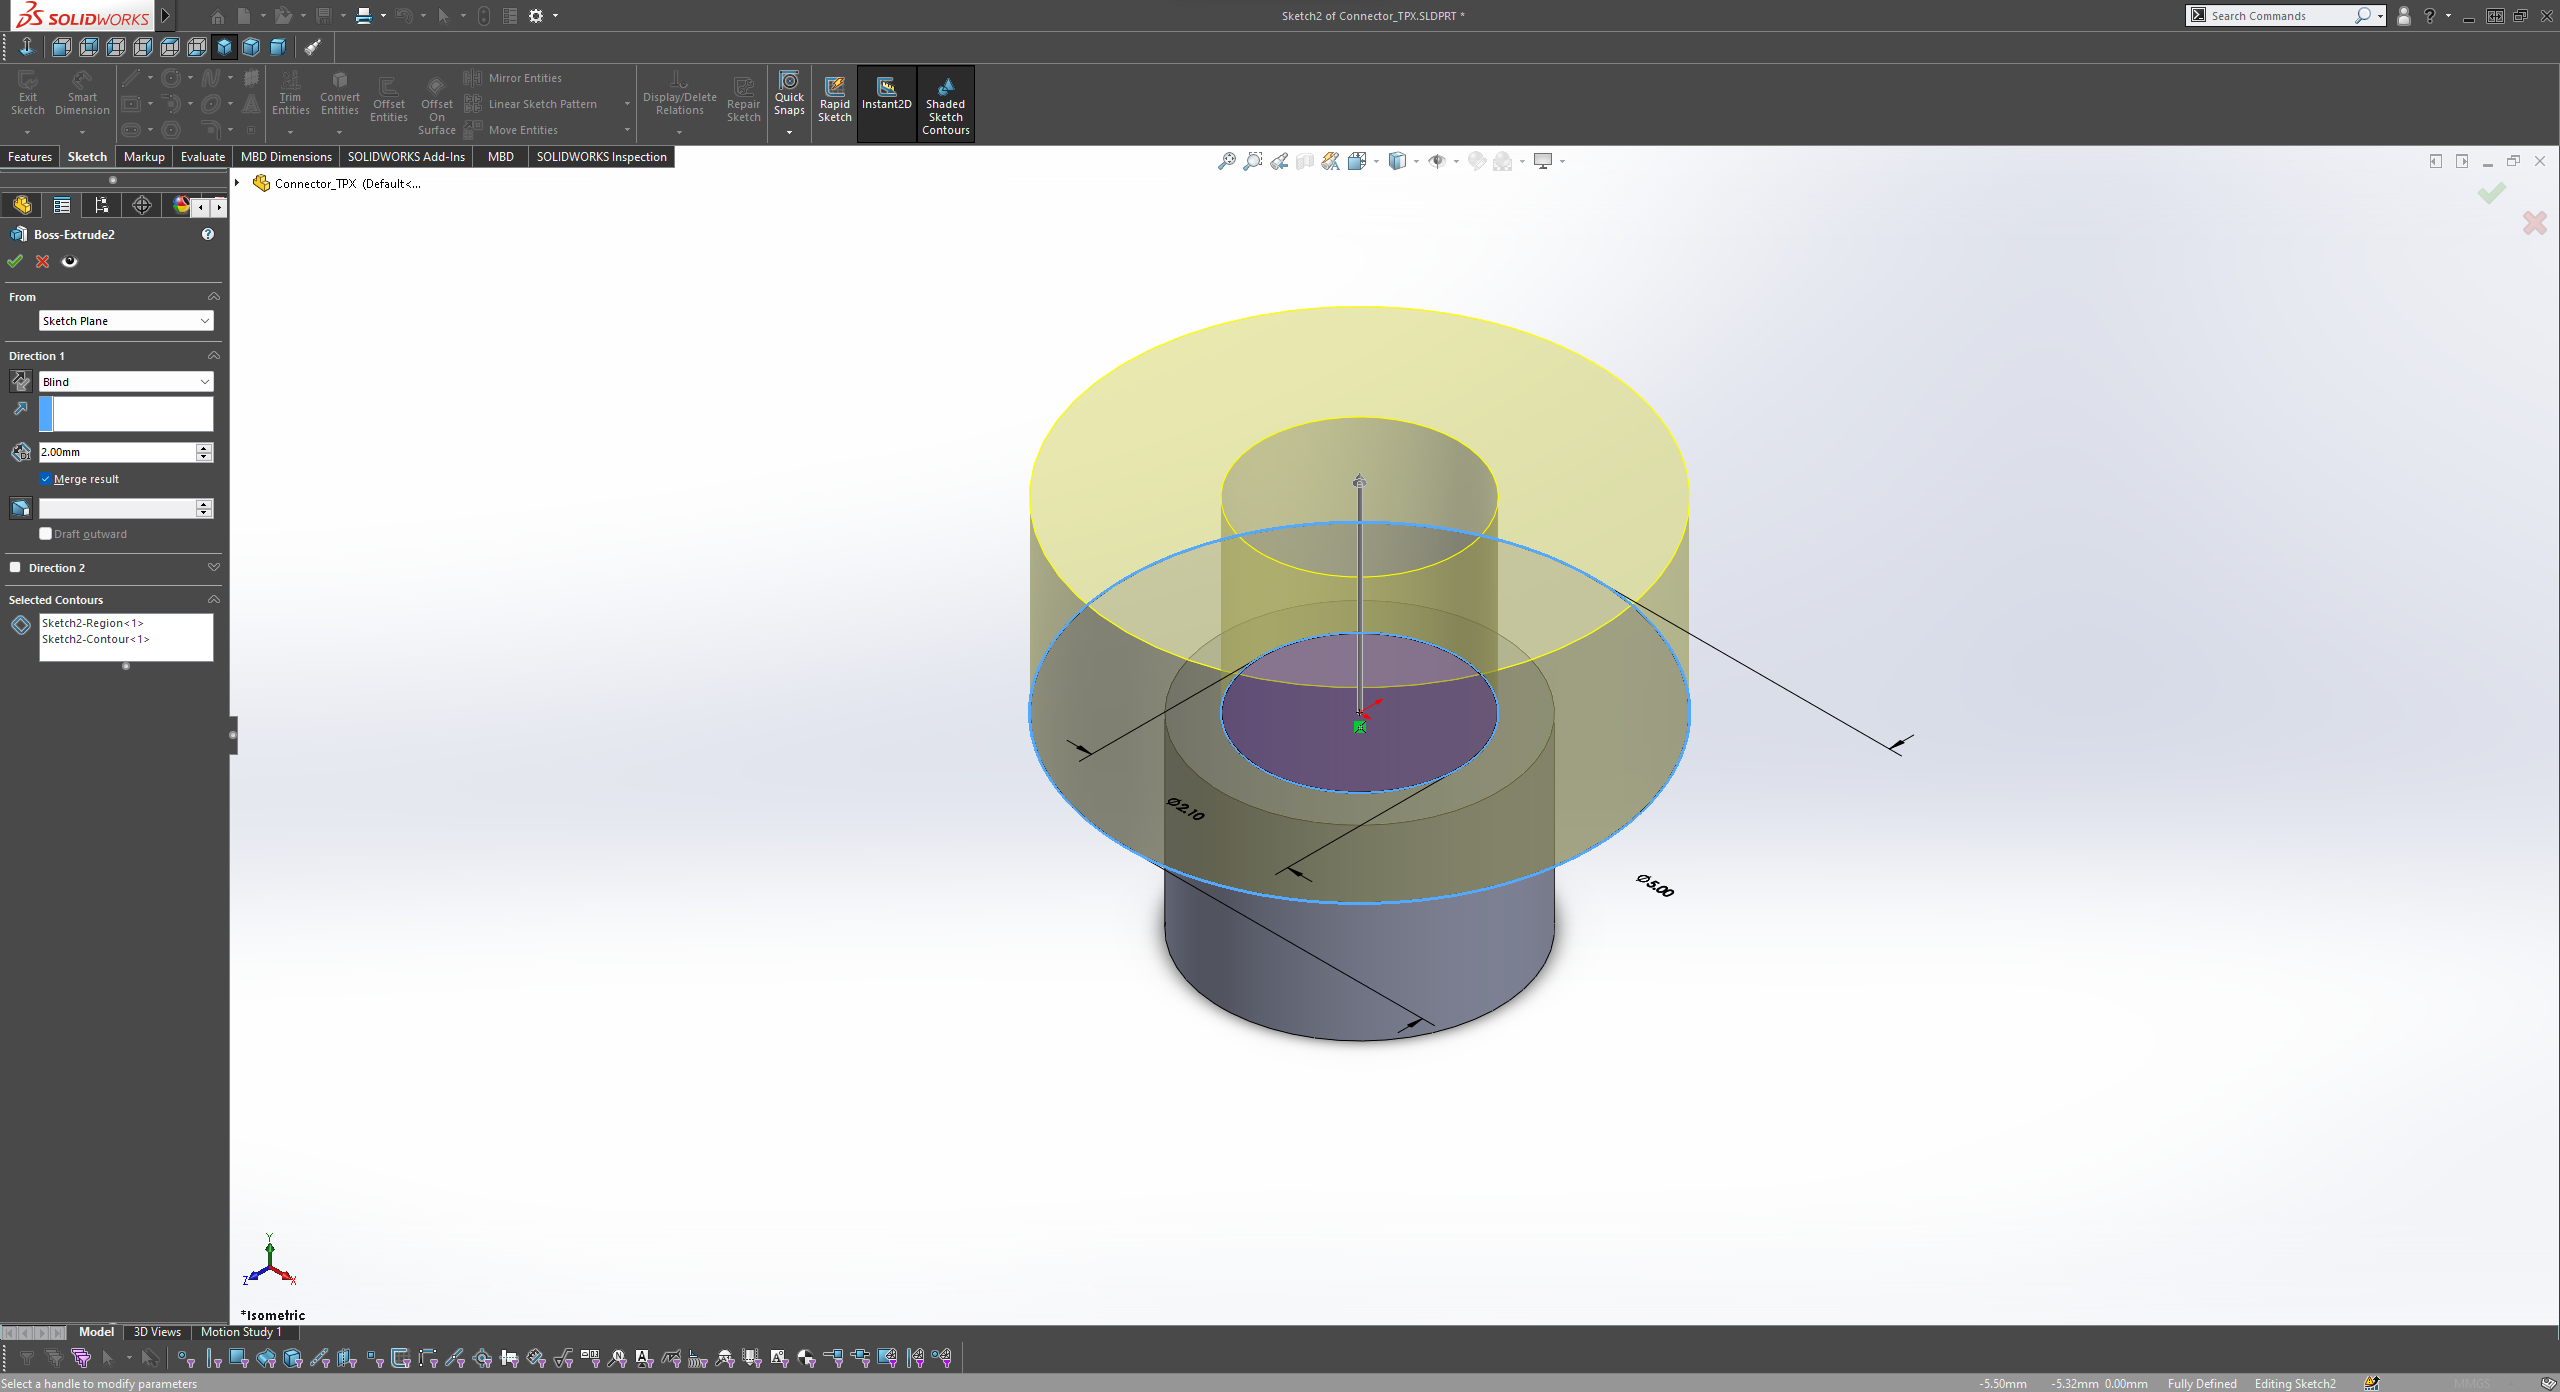 SOLIDWORKS
Sketch2 of Connector_TPX.SLDPRT *
Search Commands
Exit Sketch
Smart Dimension
Trim Entities
Convert Entities
Offset Entities
Offset On Surface
Mirror Entities
Linear Sketch Pattern
Move Entities
Display/Delete Relations
Repair Sketch
Quick Snaps
Rapid Sketch
Instant2D
Shaded Sketch Contours
Features
Sketch
Markup
Evaluate
MBD Dimensions
SOLIDWORKS Add-Ins
MBD
SOLIDWORKS Inspection
Connector_TPX (Default<...
Boss-Extrude2
From
Sketch Plane
Direction 1
Blind
2.00mm
Merge result
Draft outward
Direction 2
Selected Contours
Sketch2-Region<1>
Sketch2-Contour<1>
Ø2.10
Ø5.00
Y
Z
X
*Isometric
Model
3D Views
Motion Study 1
Select a handle to modify parameters
-5.50mm
-5.32mm
0.00mm
Fully Defined
Editing Sketch2
MMGS